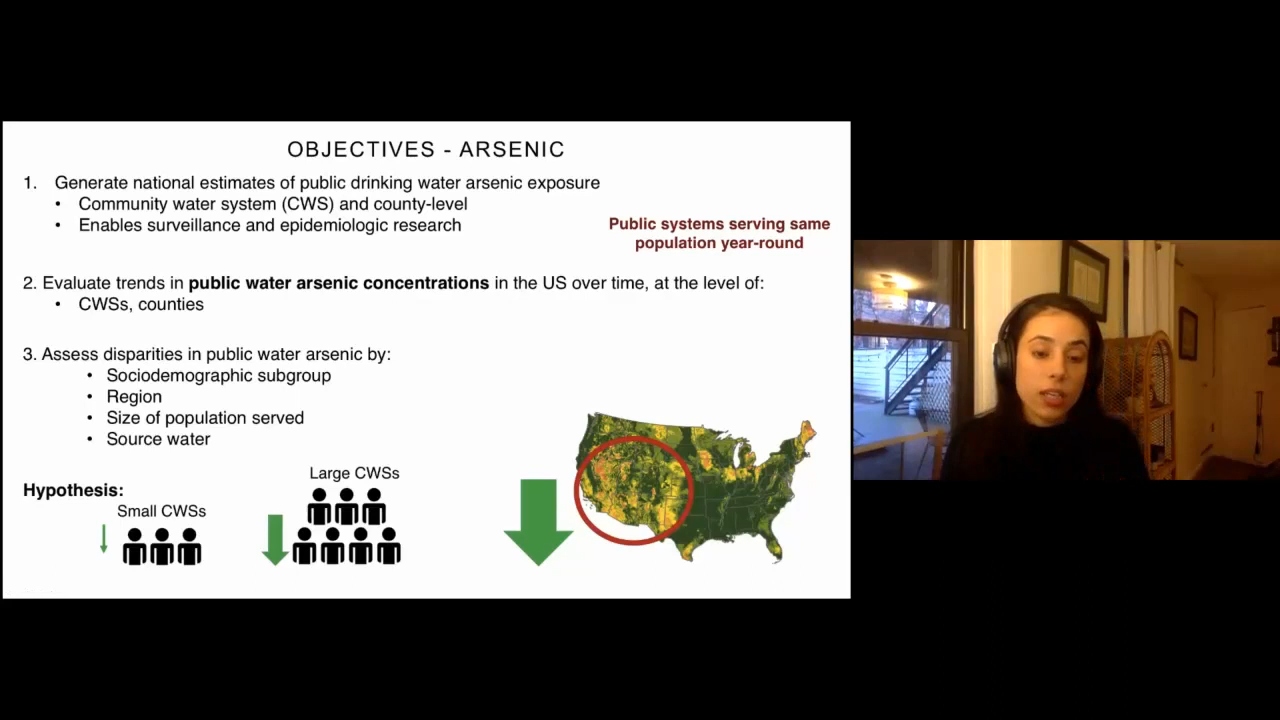 OBJECTIVES - ARSENIC
1. Generate national estimates of public drinking water arsenic exposure
• Community water system (CWS) and county-level
• Enables surveillance and epidemiologic research
Public systems serving same
population year-round
2. Evaluate trends in public water arsenic concentrations in the US over time, at the level of:
• CWSs, counties
3. Assess disparities in public water arsenic by:
• Sociodemographic subgroup
• Region
• Size of population served
• Source water
Hypothesis:
Small CWSs
Large CWSs